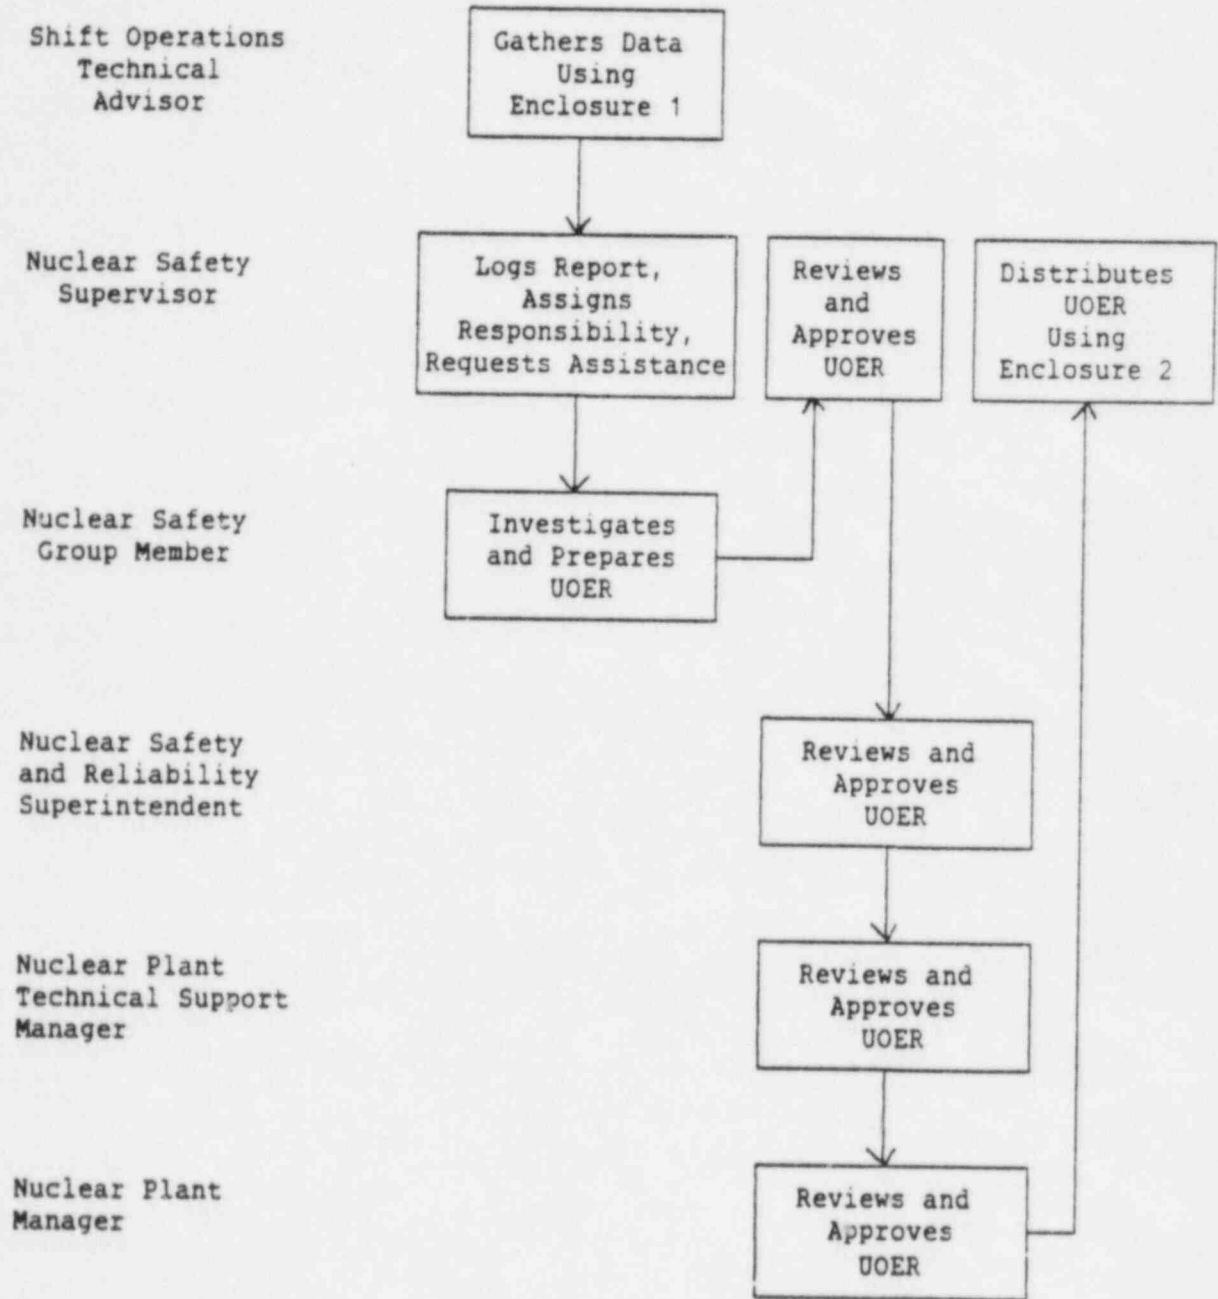 Shift Operations
Technical
Advisor
Gathers Data
Using
Enclosure 1
Nuclear Safety
Supervisor
Logs Report,
Assigns
Responsibility,
Requests Assistance
Reviews
and
Approves
UOER
Distributes
UOER
Using
Enclosure 2
Nuclear Safety
Group Member
Investigates
and Prepares
UOER
Nuclear Safety
and Reliability
Superintendent
Reviews and
Approves
UOER
Nuclear Plant
Technical Support
Manager
Reviews and
Approves
UOER
Nuclear Plant
Manager
Reviews and
Approves
UOER